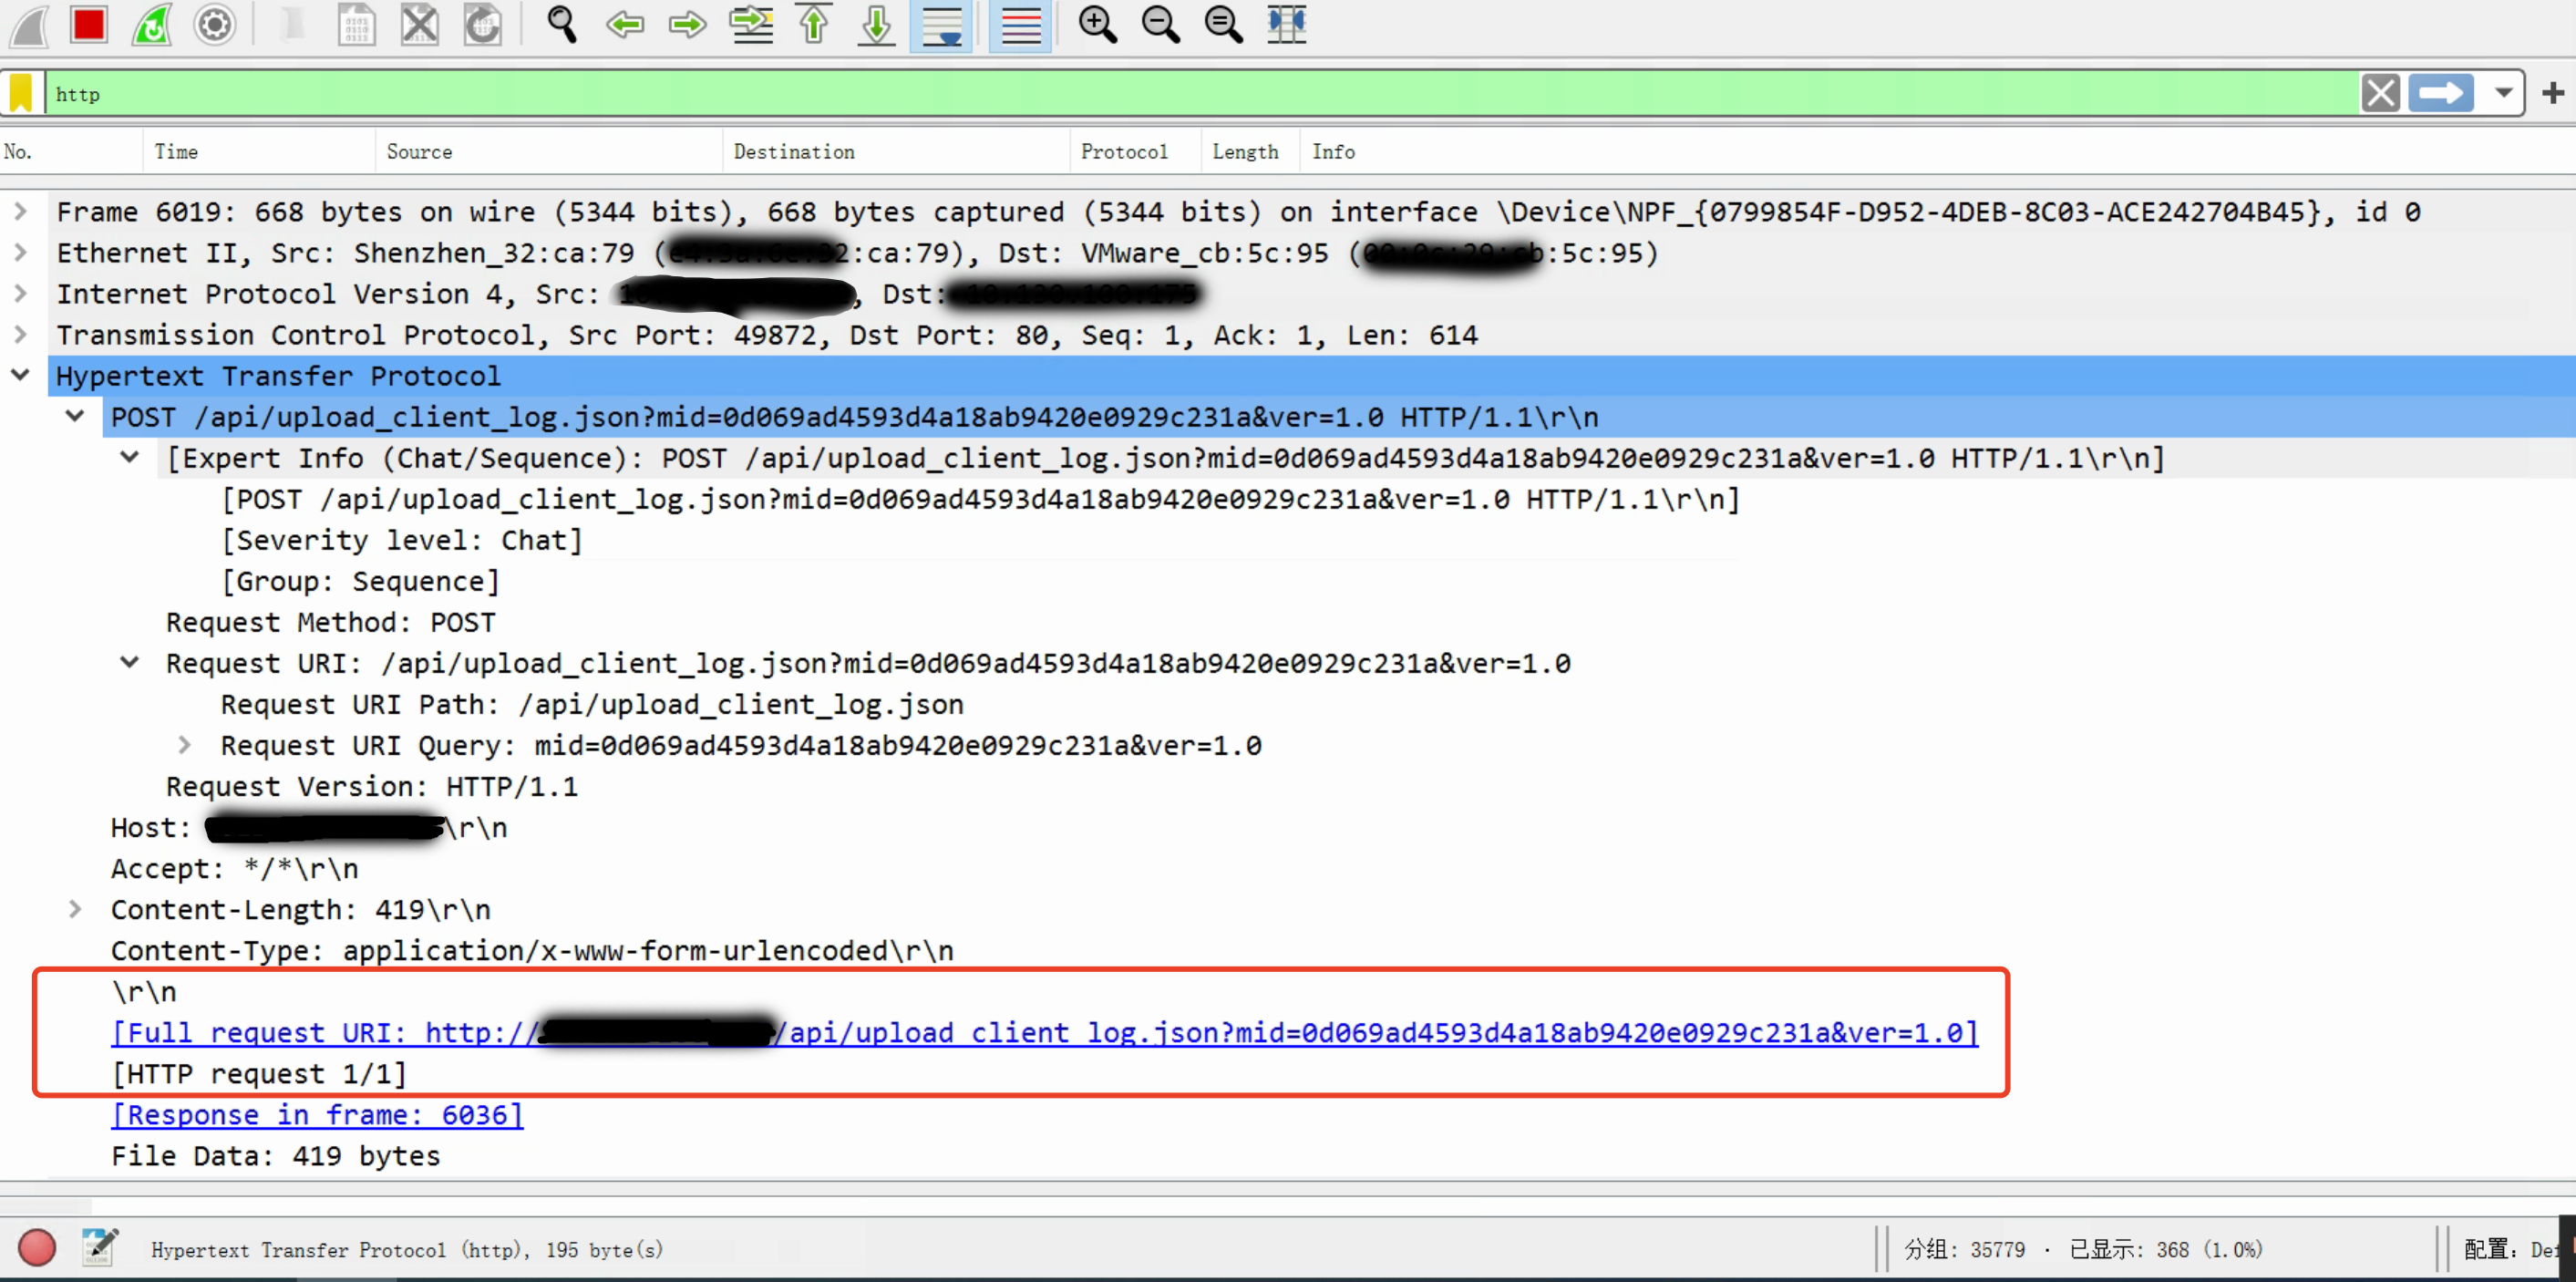 http
No. Time Source Destination Protocol Length Info
Frame 6019: 668 bytes on wire (5344 bits), 668 bytes captured (5344 bits) on interface \Device\NPF_{0799854F-D952-4DEB-8C03-ACE242704B45}, id 0
Ethernet II, Src: Shenzhen_32:ca:79 ( 2:ca:79), Dst: VMware_cb:5c:95 ( b:5c:95)
Internet Protocol Version 4, Src: , Dst:
Transmission Control Protocol, Src Port: 49872, Dst Port: 80, Seq: 1, Ack: 1, Len: 614
Hypertext Transfer Protocol
POST /api/upload_client_log.json?mid=0d069ad4593d4a18ab9420e0929c231a&ver=1.0 HTTP/1.1\r\n
[Expert Info (Chat/Sequence): POST /api/upload_client_log.json?mid=0d069ad4593d4a18ab9420e0929c231a&ver=1.0 HTTP/1.1\r\n]
[POST /api/upload_client_log.json?mid=0d069ad4593d4a18ab9420e0929c231a&ver=1.0 HTTP/1.1\r\n]
[Severity level: Chat]
[Group: Sequence]
Request Method: POST
Request URI: /api/upload_client_log.json?mid=0d069ad4593d4a18ab9420e0929c231a&ver=1.0
Request URI Path: /api/upload_client_log.json
Request URI Query: mid=0d069ad4593d4a18ab9420e0929c231a&ver=1.0
Request Version: HTTP/1.1
Host: \r\n
Accept: */*\r\n
Content-Length: 419\r\n
Content-Type: application/x-www-form-urlencoded\r\n
\r\n
[Full request URI: http:// /api/upload_client_log.json?mid=0d069ad4593d4a18ab9420e0929c231a&ver=1.0]
[HTTP request 1/1]
[Response in frame: 6036]
File Data: 419 bytes
Hypertext Transfer Protocol (http), 195 byte(s) 分组: 35779 · 已显示: 368 (1.0%) 配置: